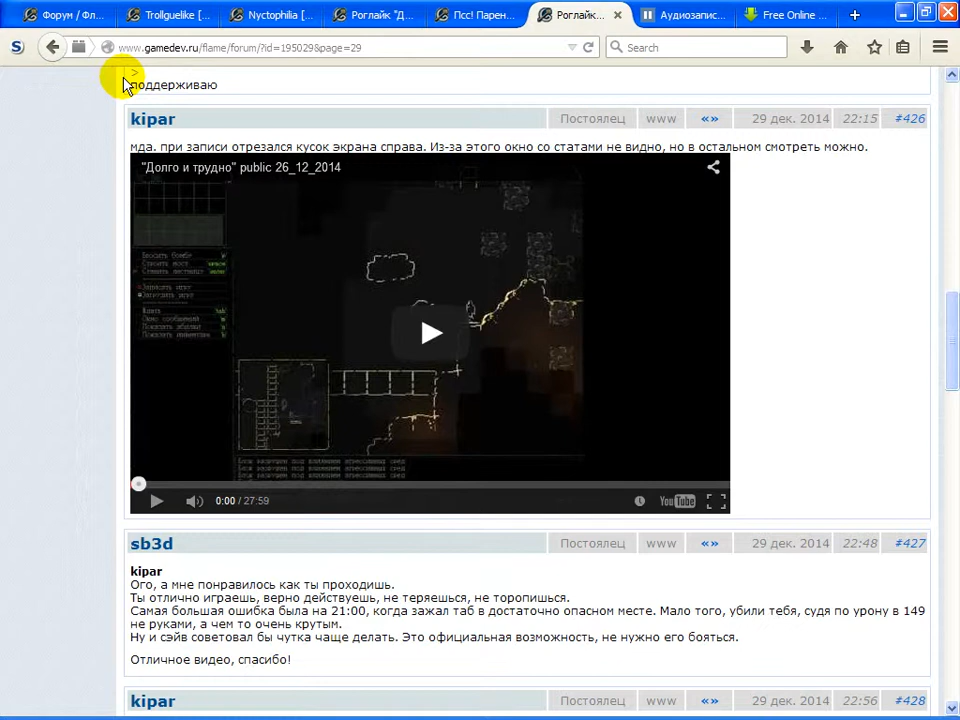 Форум / Фл...
Trollguelike [...
Nyctophilia [...
Роглайк "Д...
Псс! Парен...
Роглайк...
Аудиозапис...
Free Online ...
www.gamedev.ru/flame/forum/?id=195029&page=29
Search
>
поддерживаю
kipar
Постоялец
www
«»
29 дек. 2014
22:15
#426
мда. при записи отрезался кусок экрана справа. Из-за этого окно со статами не видно, но в остальном смотреть можно.
"Долго и трудно" public 26_12_2014
0:00 / 27:59
YouTube
sb3d
Постоялец
www
«»
29 дек. 2014
22:48
#427
kipar
Ого, а мне понравилось как ты проходишь.
Ты отлично играешь, верно действуешь, не теряешься, не торопишься.
Самая большая ошибка была на 21:00, когда зажал таб в достаточно опасном месте. Мало того, убили тебя, судя по урону в 149
не руками, а чем то очень крутым.
Ну и сэйв советовал бы чутка чаще делать. Это официальная возможность, не нужно его бояться.
Отличное видео, спасибо!
kipar
Постоялец
www
«»
29 дек. 2014
22:56
#428